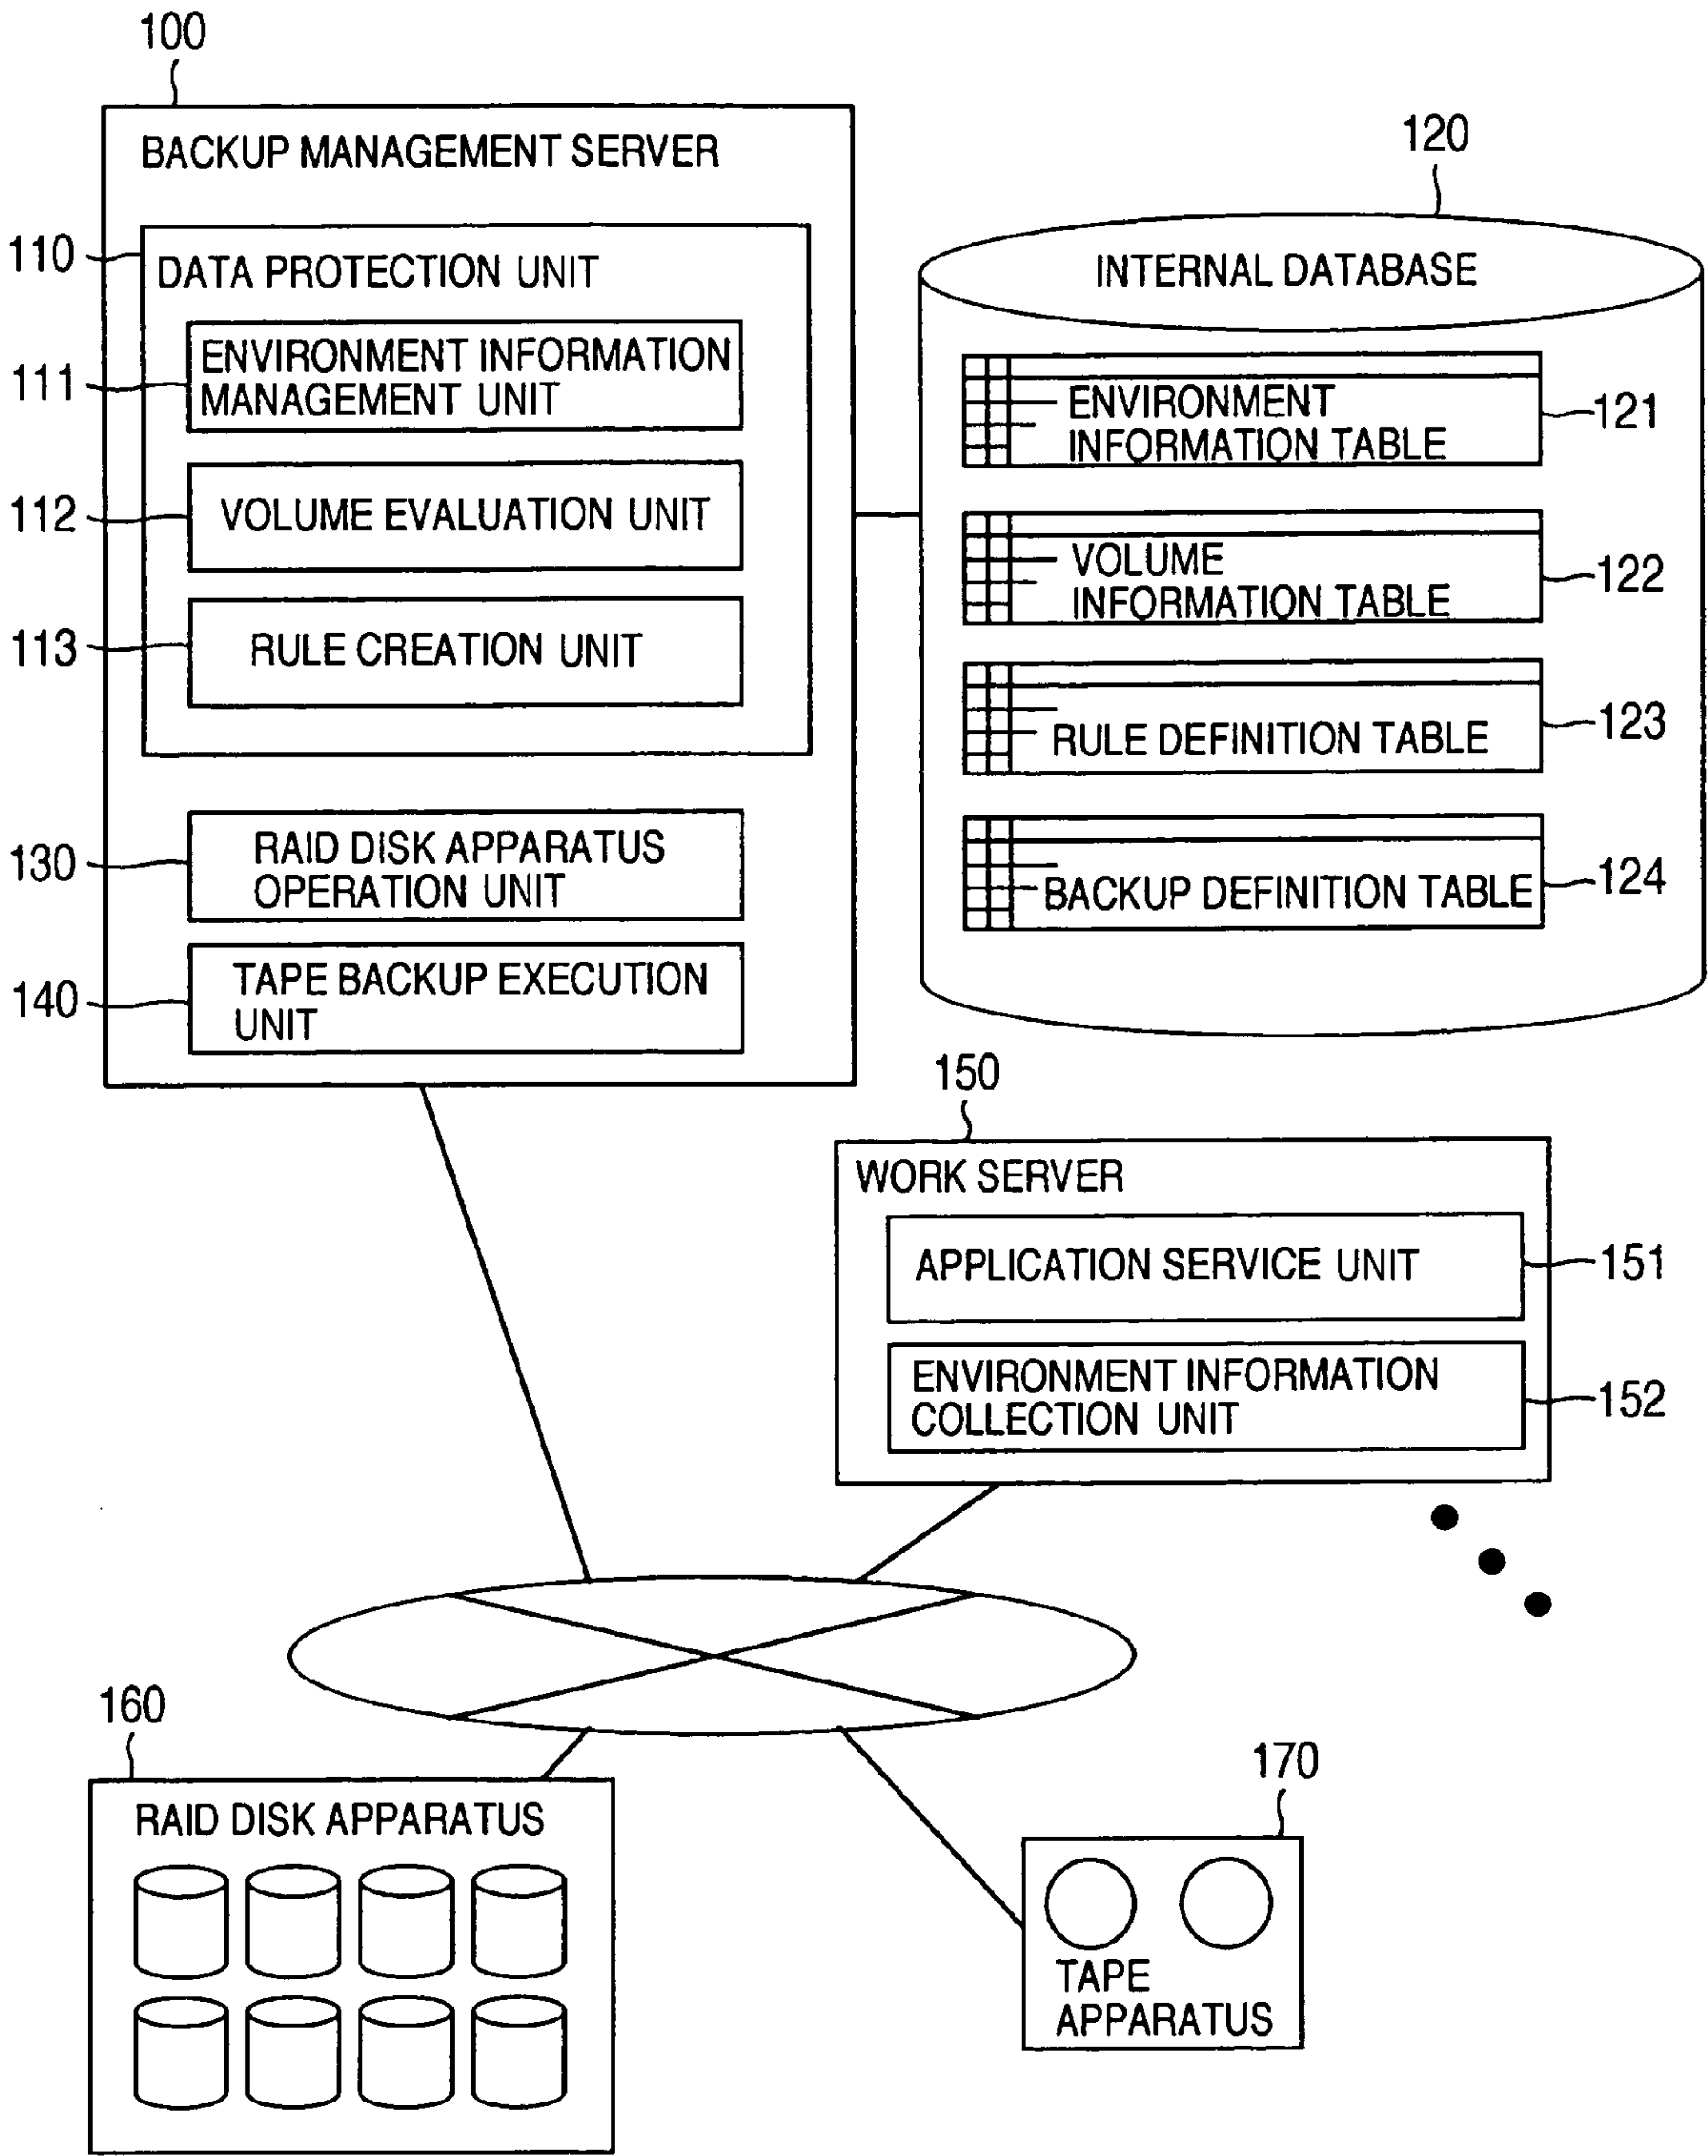 100
BACKUP MANAGEMENT SERVER
110
DATA PROTECTION UNIT
111
ENVIRONMENT INFORMATION
MANAGEMENT UNIT
112
VOLUME EVALUATION UNIT
113
RULE CREATION UNIT
130
RAID DISK APPARATUS
OPERATION UNIT
140
TAPE BACKUP EXECUTION
UNIT
120
INTERNAL DATABASE
ENVIRONMENT
INFORMATION TABLE
121
VOLUME
INFORMATION TABLE
122
RULE DEFINITION TABLE
123
BACKUP DEFINITION TABLE
124
150
WORK SERVER
APPLICATION SERVICE UNIT
151
ENVIRONMENT INFORMATION
COLLECTION UNIT
152
160
RAID DISK APPARATUS
170
TAPE
APPARATUS